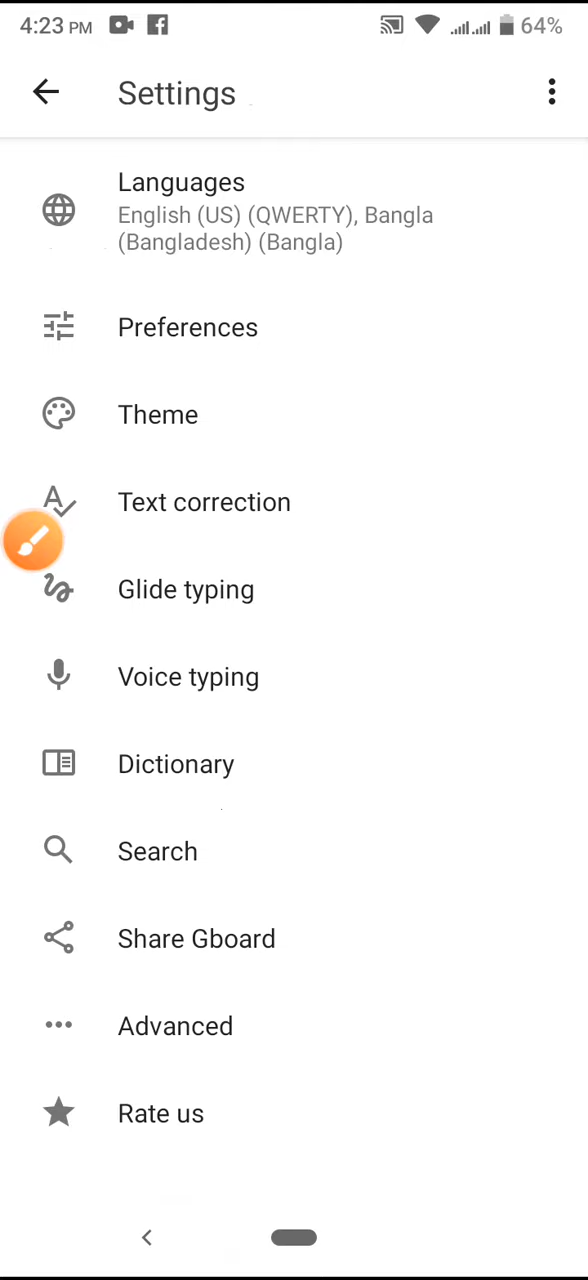 4:23 PM
64%
Settings
Languages
English (US) (QWERTY), Bangla
(Bangladesh) (Bangla)
Preferences
Theme
Text correction
Glide typing
Voice typing
Dictionary
Search
Share Gboard
Advanced
Rate us